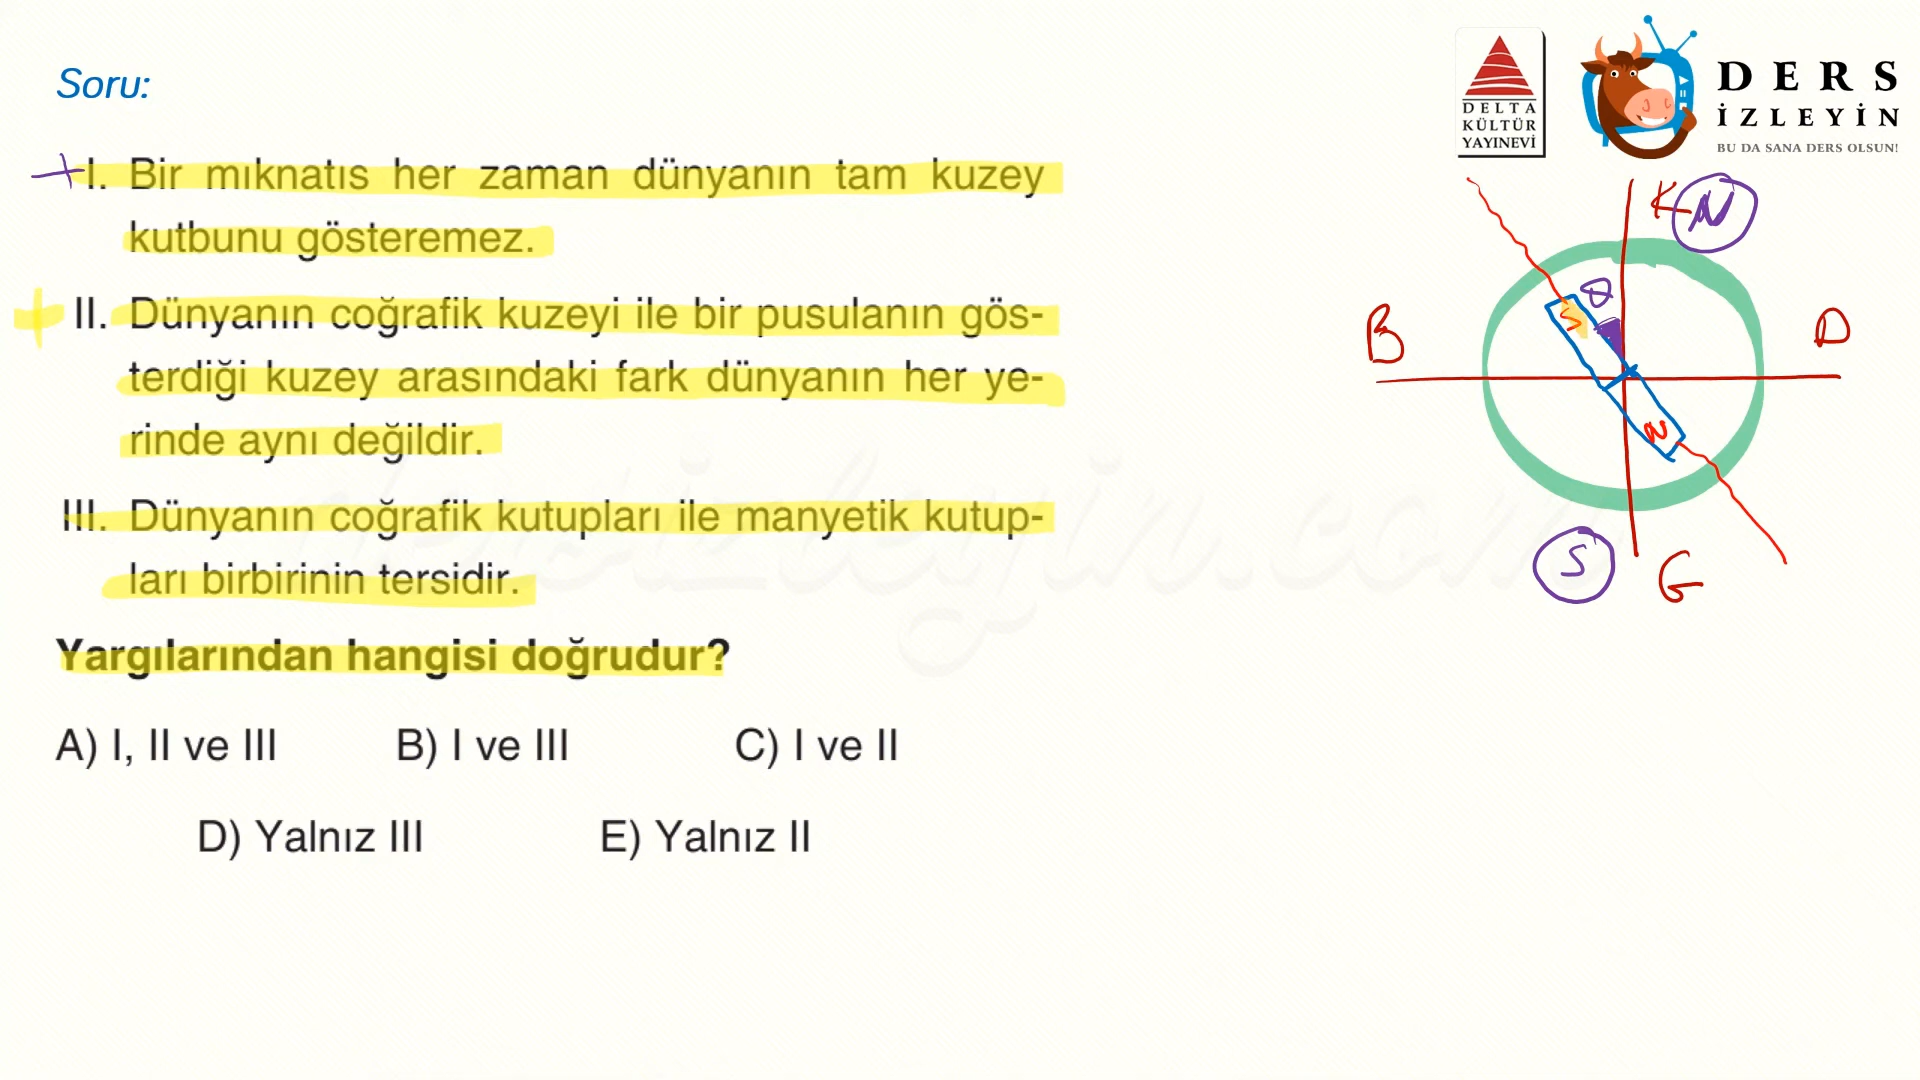 Soru:
I. Bir mıknatıs her zaman dünyanın tam kuzey
kutbunu gösteremez.
II. Dünyanın coğrafik kuzeyi ile bir pusulanın gös-
terdiği kuzey arasındaki fark dünyanın her ye-
rinde aynı değildir.
III. Dünyanın coğrafik kutupları ile manyetik kutup-
ları birbirinin tersidir.
Yargılarından hangisi doğrudur?
A) I, II ve III B) I ve III C) I ve II
D) Yalnız III E) Yalnız II
DELTA
KÜLTÜR
YAYINEVİ
DERS
İZLEYİN
BU DA SANA DERS OLSUN!
K N
S
B D
N
S G
dersizleyin.com